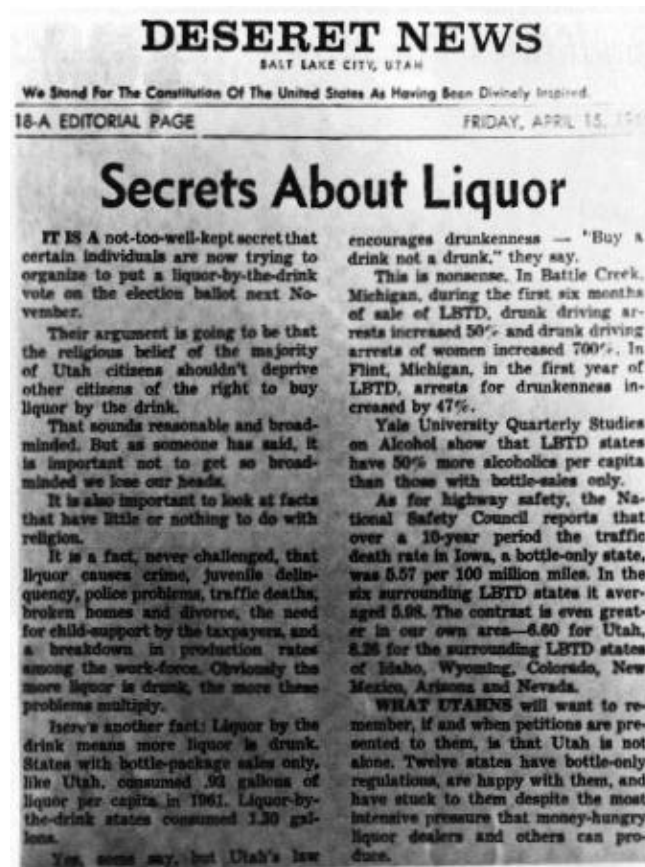 DESERET NEWS
SALT LAKE CITY, UTAH
We Stand For The Constitution Of The United States As Having Been Divinely Inspired.
18-A EDITORIAL PAGE
FRIDAY, APRIL 15,
Secrets About Liquor
IT IS A not-too-well-kept secret that
certain individuals are now trying to
organize to put a liquor-by-the-drink
vote on the election ballot next No-
vember.
Their argument is going to be that
the religious belief of the majority
of Utah citizens shouldn't deprive
other citizens of the right to buy
liquor by the drink.
That sounds reasonable and broad-
minded. But as someone has said, it
is important not to get so broad-
minded we lose our heads.
It is also important to look at facts
that have little or nothing to do with
religion.
It is a fact, never challenged, that
liquor causes crime, juvenile delin-
quency, police problems, traffic deaths,
broken homes and divorce, the need
for child-support by the taxpayers, and
a breakdown in production rates
among the work-force. Obviously the
more liquor is drunk, the more these
problems multiply.
Here's another fact: Liquor by the
drink means more liquor is drunk.
States with bottle-package sales only,
like Utah, consumed .93 gallons of
liquor per capita in 1961. Liquor-by-
the-drink states consumed 1.30 gal-
lons.
Yes, some say, but Utah's law
encourages drunkenness — "Buy a
drink not a drunk," they say.
This is nonsense. In Battle Creek,
Michigan, during the first six months
of sale of LBTD, drunk driving ar-
rests increased 50% and drunk driving
arrests of women increased 700%. In
Flint, Michigan, in the first year of
LBTD, arrests for drunkenness in-
creased by 47%.
Yale University Quarterly Studies
on Alcohol show that LBTD states
have 50% more alcoholics per capita
than those with bottle-sales only.
As for highway safety, the Na-
tional Safety Council reports that
over a 10-year period the traffic
death rate in Iowa, a bottle-only state,
was 5.57 per 100 million miles. In the
six surrounding LBTD states it aver-
aged 5.98. The contrast is even great-
er in our own area—6.60 for Utah,
8.26 for the surrounding LBTD states
of Idaho, Wyoming, Colorado, New
Mexico, Arizona and Nevada.
WHAT UTAHNS will want to re-
member, if and when petitions are pre-
sented to them, is that Utah is not
alone. Twelve states have bottle-only
regulations, are happy with them, and
have stuck to them despite the most
intensive pressure that money-hungry
liquor dealers and others can pro-
duce.